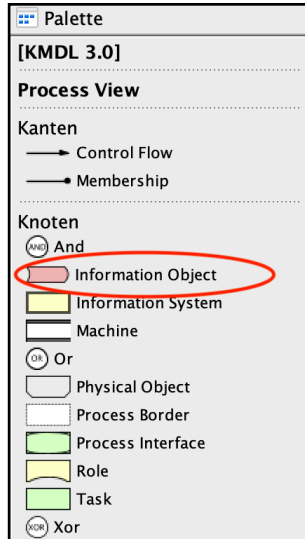 Palette
[KMDL 3.0]
Process View
Kanten
Control Flow
Membership
Knoten
AND And
Information Object
Information System
Machine
OR Or
Physical Object
Process Border
Process Interface
Role
Task
XOR Xor